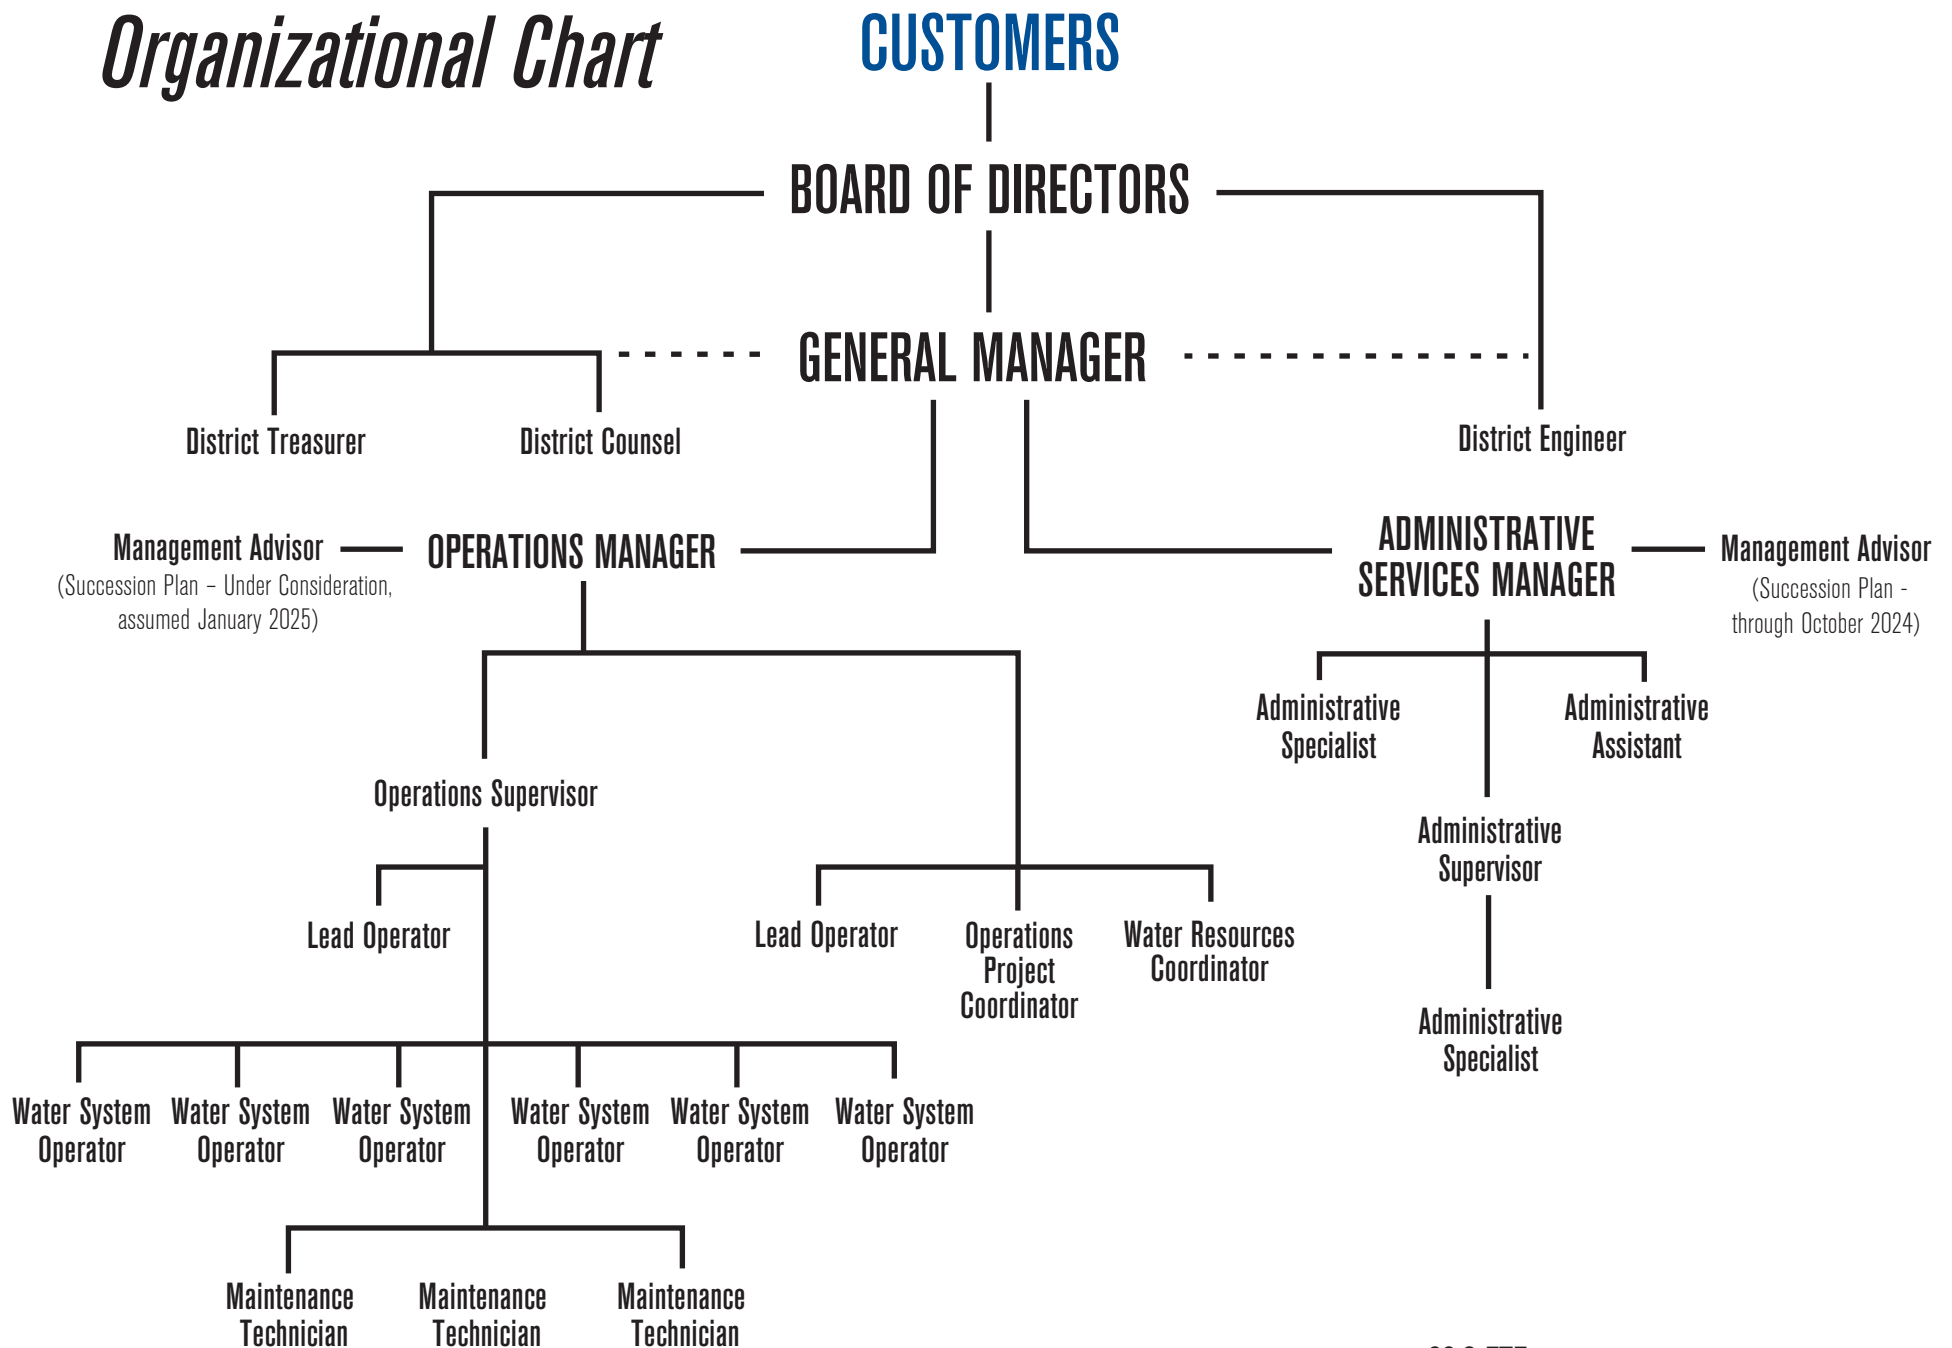 Organizational Chart
CUSTOMERS
BOARD OF DIRECTORS
GENERAL MANAGER
District Treasurer
District Counsel
District Engineer
Management Advisor
(Succession Plan – Under Consideration,
assumed January 2025)
OPERATIONS MANAGER
ADMINISTRATIVE
SERVICES MANAGER
Management Advisor
(Succession Plan -
through October 2024)
Administrative
Specialist
Administrative
Assistant
Operations Supervisor
Administrative
Supervisor
Lead Operator
Lead Operator
Operations
Project
Coordinator
Water Resources
Coordinator
Administrative
Specialist
Water System
Operator
Water System
Operator
Water System
Operator
Water System
Operator
Water System
Operator
Water System
Operator
Maintenance
Technician
Maintenance
Technician
Maintenance
Technician